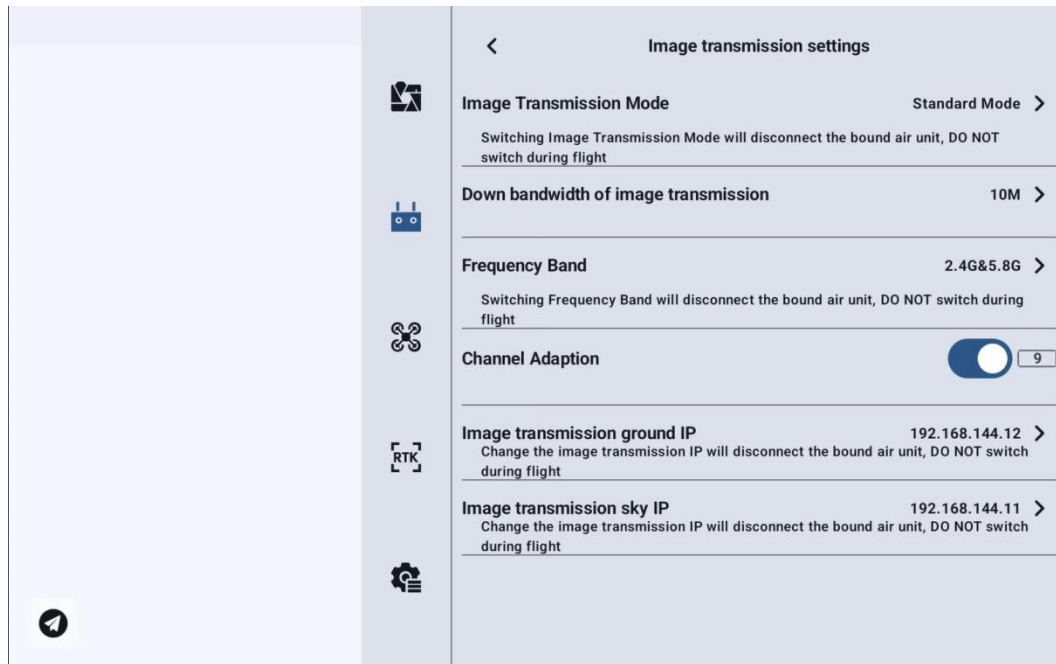 Image transmission settings
Image Transmission Mode
Standard Mode
Switching Image Transmission Mode will disconnect the bound air unit, DO NOT
switch during flight
Down bandwidth of image transmission
10M
Frequency Band
2.4G&5.8G
Switching Frequency Band will disconnect the bound air unit, DO NOT switch during
flight
Channel Adaption
9
RTK
Image transmission ground IP
192.168.144.12
Change the image transmission IP will disconnect the bound air unit, DO NOT switch
during flight
Image transmission sky IP
192.168.144.11
Change the image transmission IP will disconnect the bound air unit, DO NOT switch
during flight